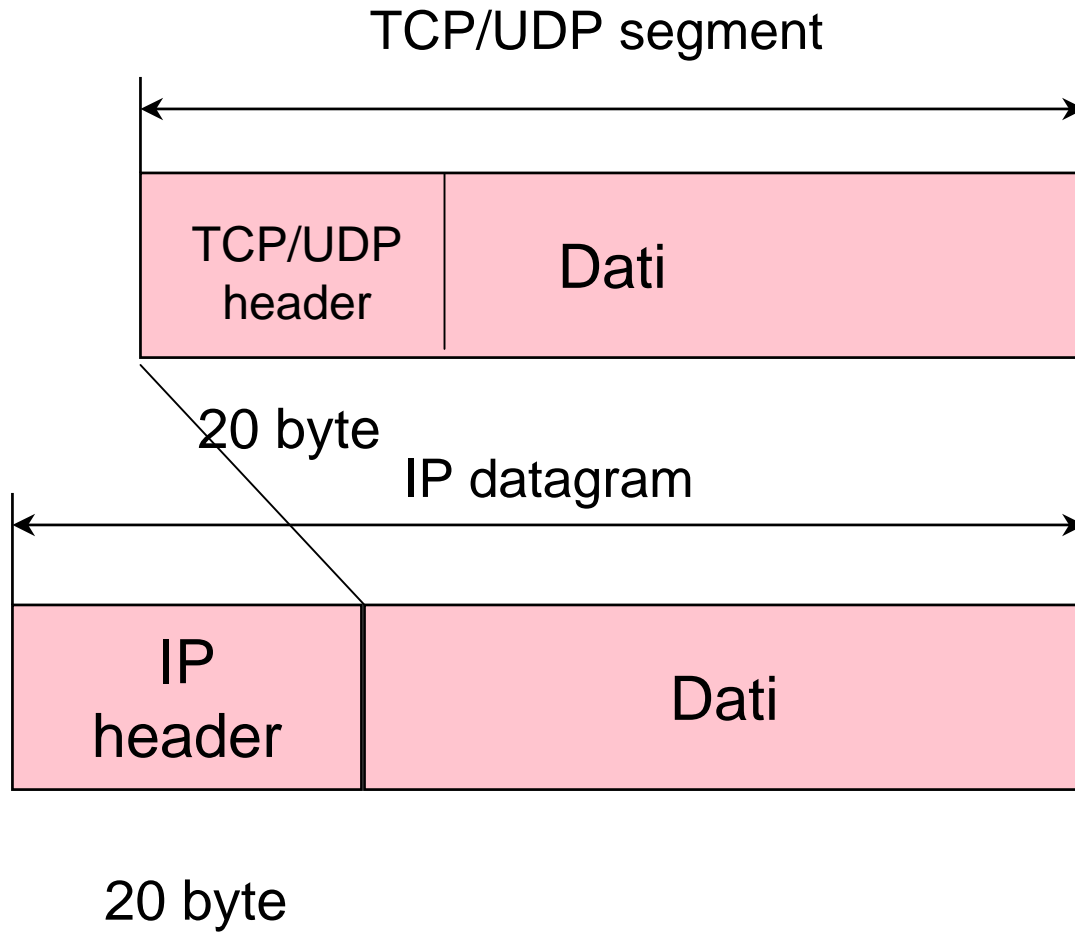 TCP/UDP segment
TCP/UDP
header
Dati
20 byte
IP datagram
IP
header
Dati
20 byte